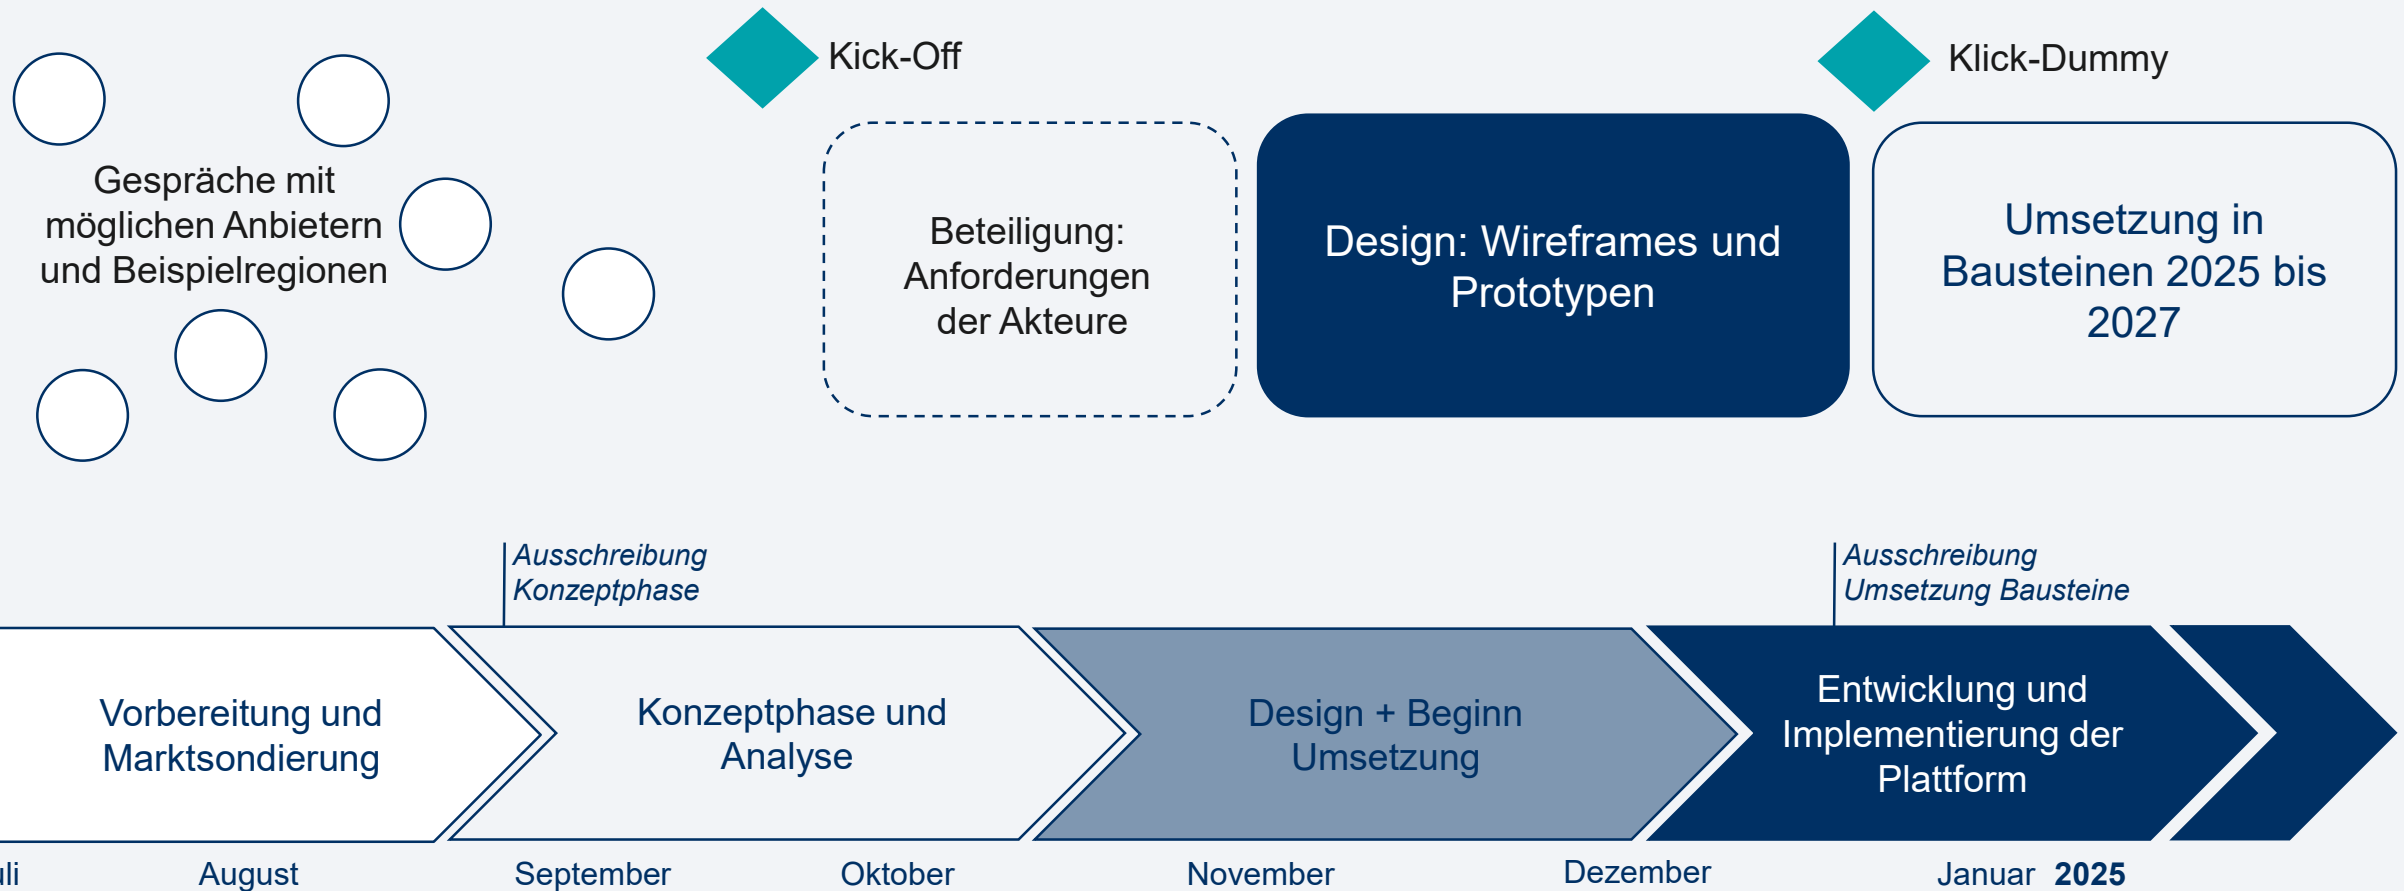 Kick-Off
Klick-Dummy
Gespräche mit
möglichen Anbietern
und Beispielregionen
Beteiligung:
Anforderungen
der Akteure
Design: Wireframes und
Prototypen
Umsetzung in
Bausteinen 2025 bis
2027
Ausschreibung
Konzeptphase
Ausschreibung
Umsetzung Bausteine
Vorbereitung und
Marktsondierung
Konzeptphase und
Analyse
Design + Beginn
Umsetzung
Entwicklung und
Implementierung der
Plattform
uli
August
September
Oktober
November
Dezember
Januar 2025